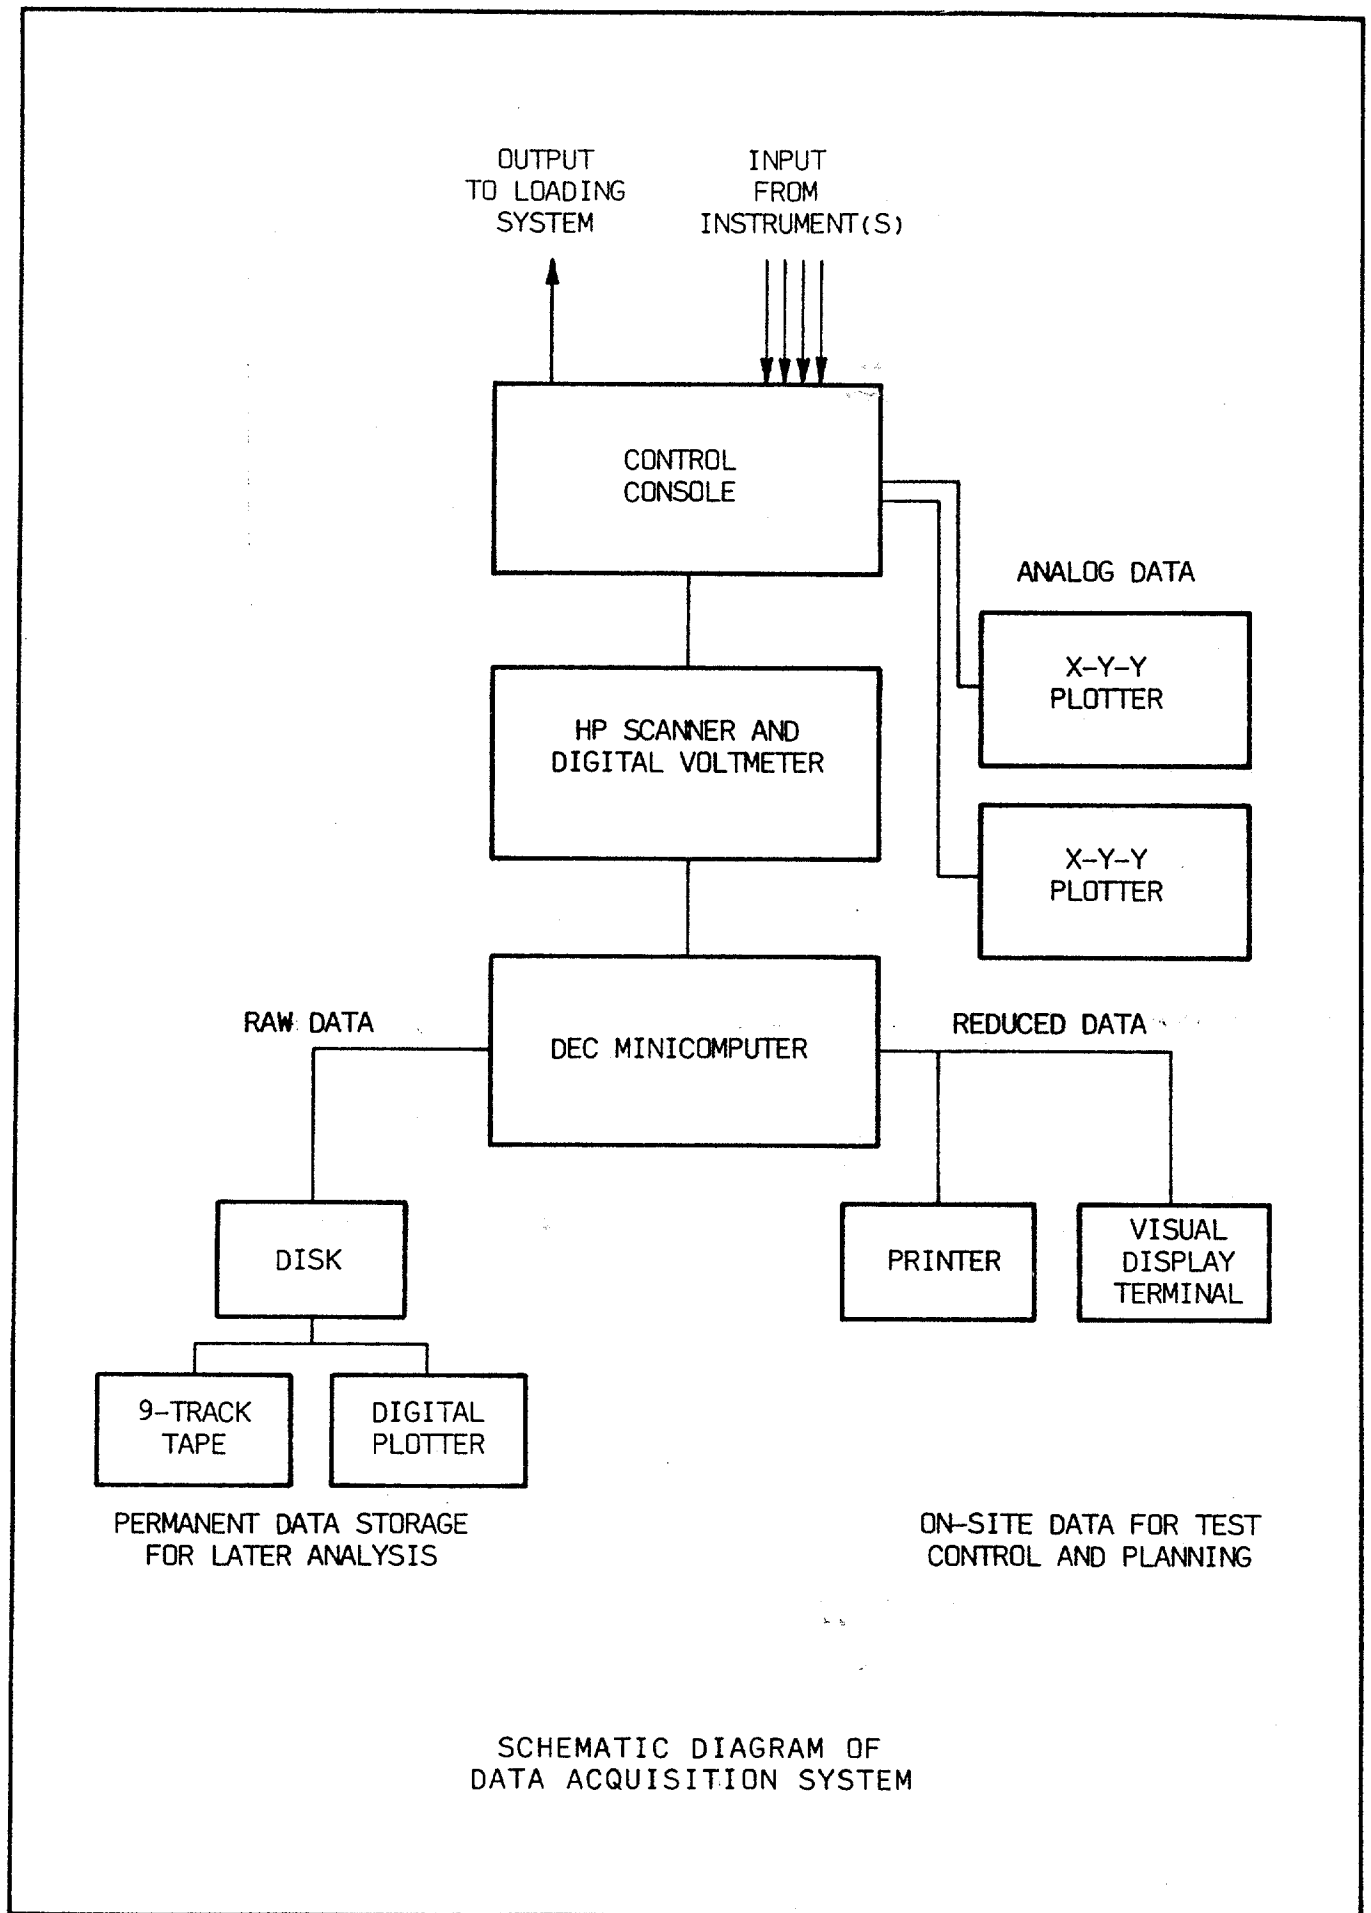 OUTPUT
TO LOADING
SYSTEM
INPUT
FROM
INSTRUMENT(S)
CONTROL
CONSOLE
ANALOG DATA
X-Y-Y
PLOTTER
HP SCANNER AND
DIGITAL VOLTMETER
X-Y-Y
PLOTTER
RAW DATA
DEC MINICOMPUTER
REDUCED DATA
DISK
PRINTER
VISUAL
DISPLAY
TERMINAL
9-TRACK
TAPE
DIGITAL
PLOTTER
PERMANENT DATA STORAGE
FOR LATER ANALYSIS
ON-SITE DATA FOR TEST
CONTROL AND PLANNING
SCHEMATIC DIAGRAM OF
DATA ACQUISITION SYSTEM